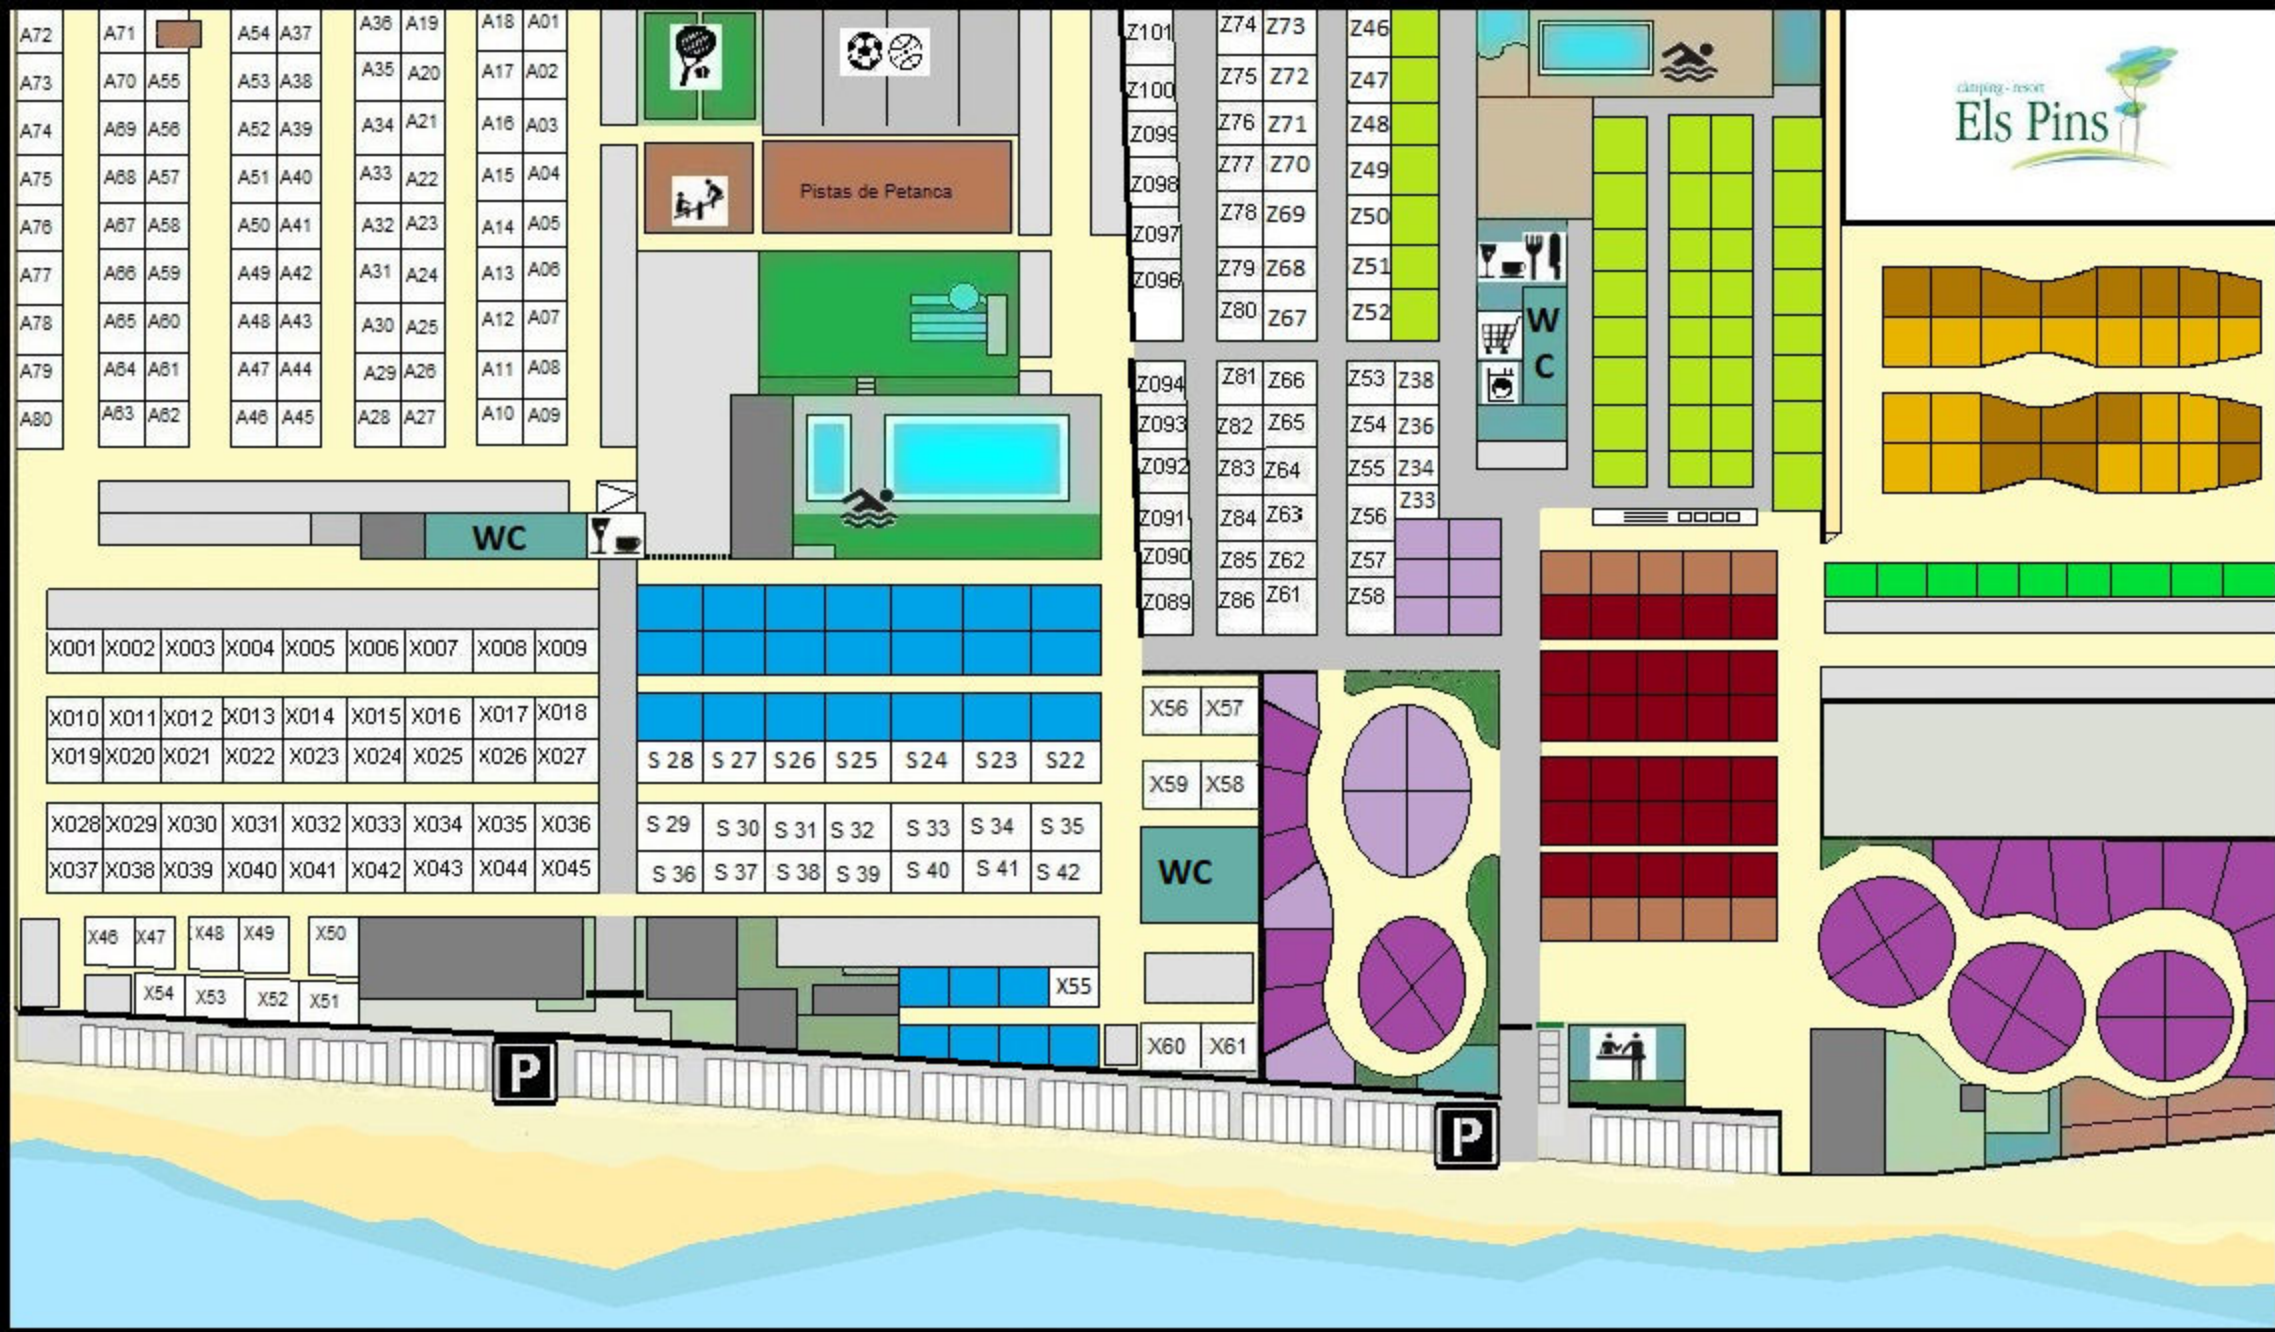 A72 A71 A54 A37 A36 A19 A18 A01
A73 A70 A55 A53 A38 A35 A20 A17 A02
A74 A69 A56 A52 A39 A34 A21 A16 A03
A75 A68 A57 A51 A40 A33 A22 A15 A04
A76 A67 A58 A50 A41 A32 A23 A14 A05
A77 A66 A59 A49 A42 A31 A24 A13 A06
A78 A65 A60 A48 A43 A30 A25 A12 A07
A79 A64 A61 A47 A44 A29 A26 A11 A08
A80 A63 A62 A46 A45 A28 A27 A10 A09
Pistas de Petanca
Z101 Z74 Z73 Z46
Z100 Z75 Z72 Z47
Z099 Z76 Z71 Z48
Z098 Z77 Z70 Z49
Z097 Z78 Z69 Z50
Z096 Z79 Z68 Z51
Z80 Z67 Z52
Z094 Z81 Z66 Z53 Z38
Z093 Z82 Z65 Z54 Z36
Z092 Z83 Z64 Z55 Z34
Z33
Z091 Z84 Z63 Z56
Z090 Z85 Z62 Z57
Z089 Z86 Z61 Z58
W
C
càmping - resort
Els Pins
WC
X001 X002 X003 X004 X005 X006 X007 X008 X009
X010 X011 X012 X013 X014 X015 X016 X017 X018
X019 X020 X021 X022 X023 X024 X025 X026 X027
X028 X029 X030 X031 X032 X033 X034 X035 X036
X037 X038 X039 X040 X041 X042 X043 X044 X045
X46 X47 X48 X49 X50
X54 X53 X52 X51
S 28 S 27 S26 S25 S24 S23 S22
S 29 S 30 S 31 S 32 S 33 S 34 S 35
S 36 S 37 S 38 S 39 S 40 S 41 S 42
X55
X56 X57
X59 X58
WC
X60 X61
P
P